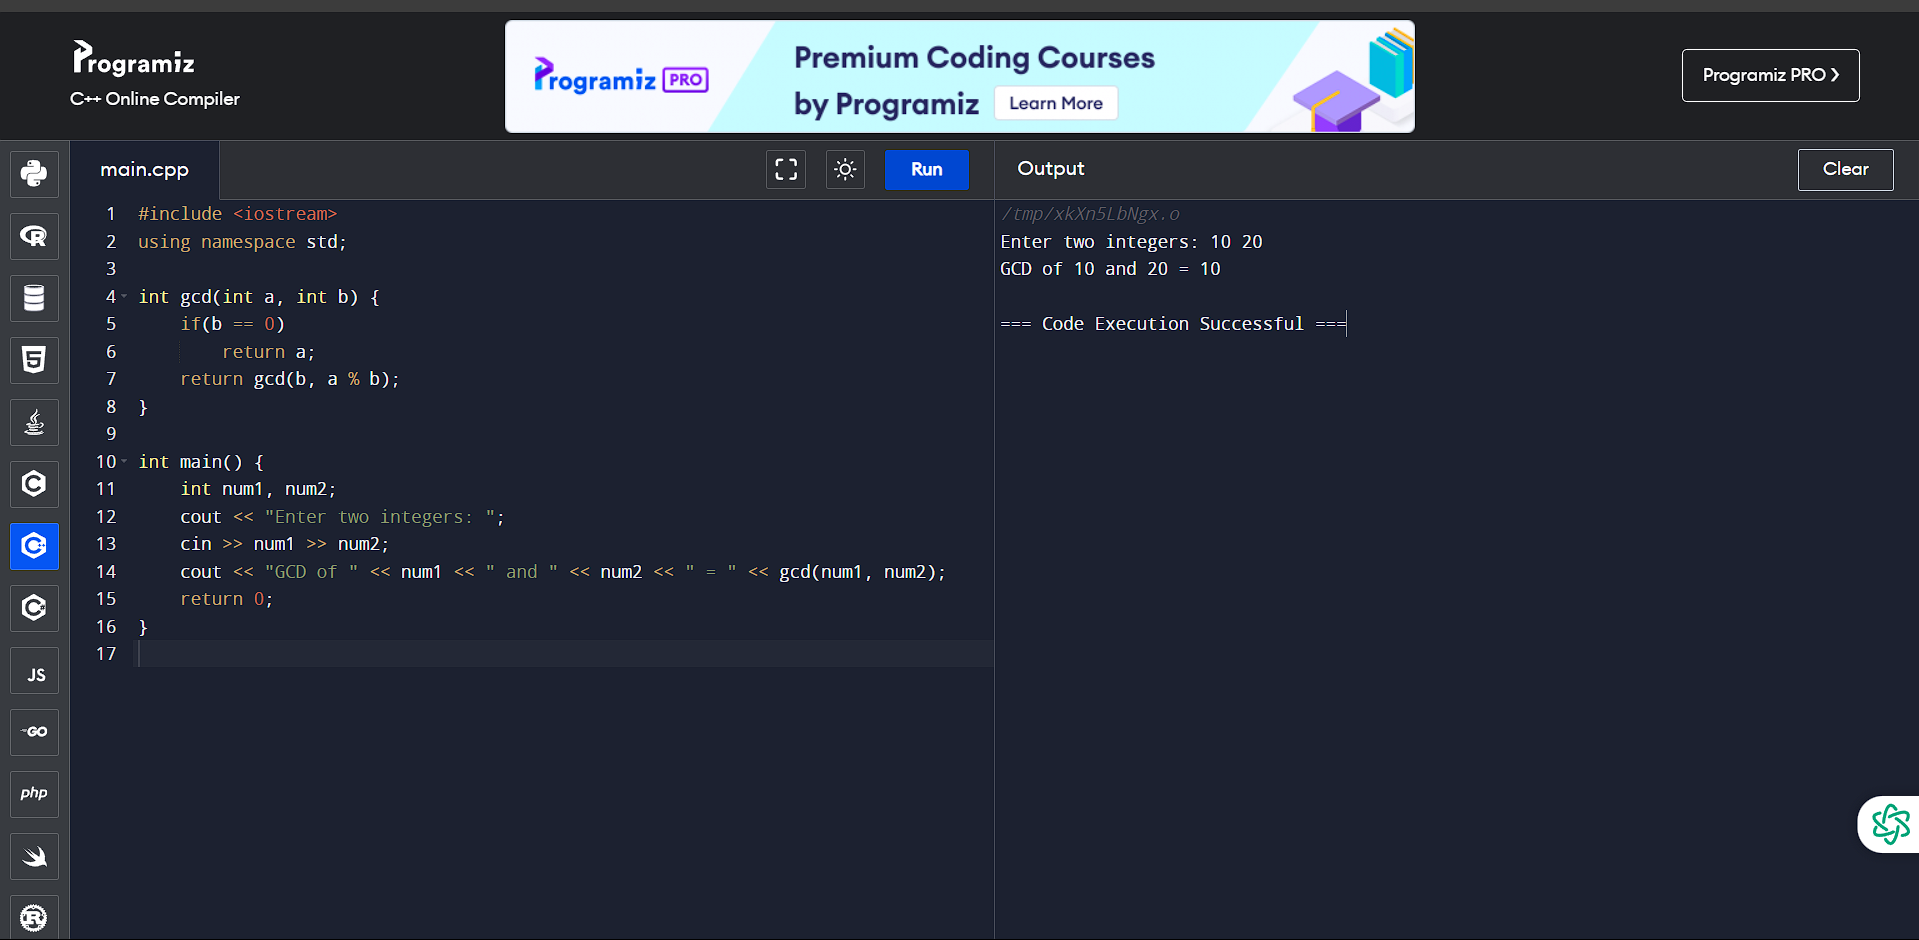 Programiz
C++ Online Compiler
Programiz PRO
Premium Coding Courses
by Programiz
Learn More
Programiz PRO ❯
main.cpp
Run
Output
Clear
1 #include <iostream>
2 using namespace std;
3
4 int gcd(int a, int b) {
5     if(b == 0)
6         return a;
7     return gcd(b, a % b);
8 }
9
10 int main() {
11     int num1, num2;
12     cout << "Enter two integers: ";
13     cin >> num1 >> num2;
14     cout << "GCD of " << num1 << " and " << num2 << " = " << gcd(num1, num2);
15     return 0;
16 }
17
/tmp/xkXn5LbNgx.o
Enter two integers: 10 20
GCD of 10 and 20 = 10
=== Code Execution Successful ===
R
5
C
C++
C#
JS
GO
php
R